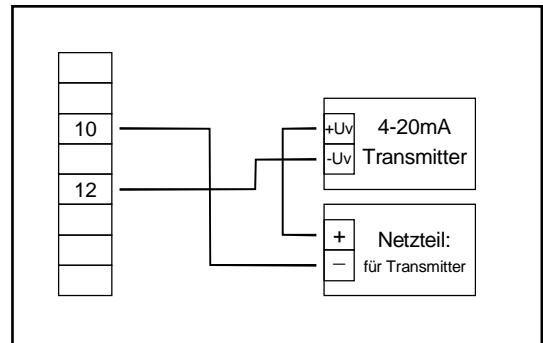 10
12
+Uv
-Uv
4-20mA
Transmitter
+
−
Netzteil:
für Transmitter